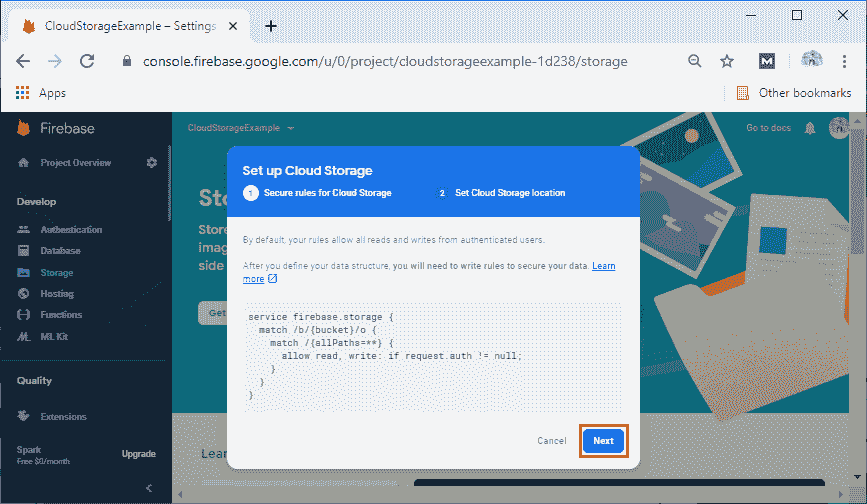 CloudStorageExample – Settings
console.firebase.google.com/u/0/project/cloudstorageexample-1d238/storage
M
Apps
Other bookmarks
Firebase
CloudStorageExample
Go to docs
Project Overview
Develop
Authentication
Database
Storage
Hosting
Functions
ML Kit
Quality
Extensions
Spark
Free $0/month
Upgrade
Sto
Store
imag
side
Get
Lear
Set up Cloud Storage
1 Secure rules for Cloud Storage
2 Set Cloud Storage location
By default, your rules allow all reads and writes from authenticated users.
After you define your data structure, you will need to write rules to secure your data. Learn
more
service firebase.storage {
  match /b/{bucket}/o {
    match /{allPaths=**} {
      allow read, write: if request.auth != null;
    }
  }
}
Cancel
Next